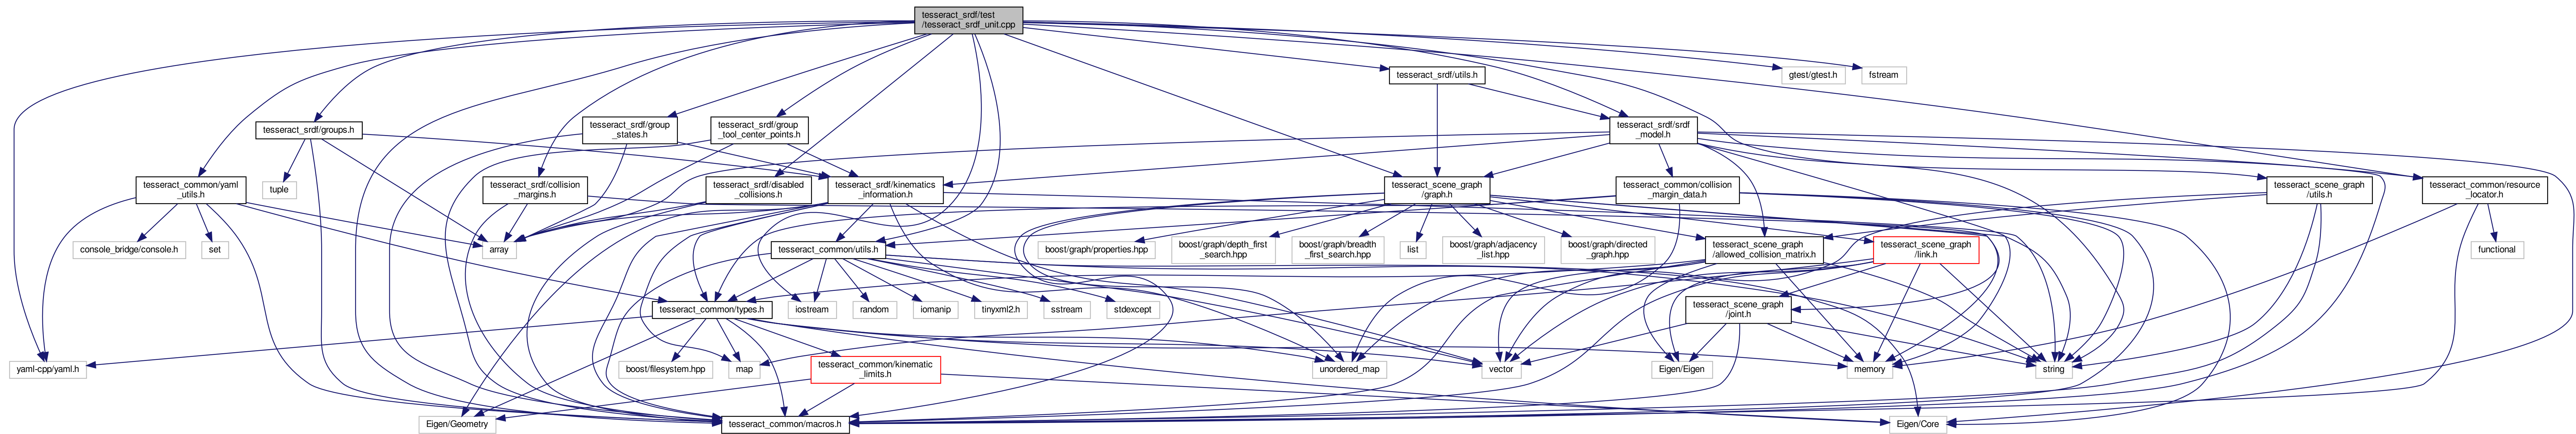 tesseract_srdf/test
/tesseract_srdf_unit.cpp
tesseract_srdf/utils.h
gtest/gtest.h
fstream
tesseract_srdf/groups.h
tesseract_srdf/group
_states.h
tesseract_srdf/group
_tool_center_points.h
tesseract_srdf/srdf
_model.h
tesseract_common/yaml
_utils.h
tuple
tesseract_srdf/collision
_margins.h
tesseract_srdf/disabled
_collisions.h
tesseract_srdf/kinematics
_information.h
tesseract_scene_graph
/graph.h
tesseract_common/collision
_margin_data.h
tesseract_scene_graph
/utils.h
tesseract_common/resource
_locator.h
console_bridge/console.h
set
array
tesseract_common/utils.h
boost/graph/properties.hpp
boost/graph/depth_first
_search.hpp
boost/graph/breadth
_first_search.hpp
list
boost/graph/adjacency
_list.hpp
boost/graph/directed
_graph.hpp
tesseract_scene_graph
/allowed_collision_matrix.h
tesseract_scene_graph
/link.h
functional
tesseract_common/types.h
iostream
random
iomanip
tinyxml2.h
sstream
stdexcept
tesseract_scene_graph
/joint.h
yaml-cpp/yaml.h
boost/filesystem.hpp
map
tesseract_common/kinematic
_limits.h
unordered_map
vector
Eigen/Eigen
memory
string
Eigen/Geometry
tesseract_common/macros.h
Eigen/Core